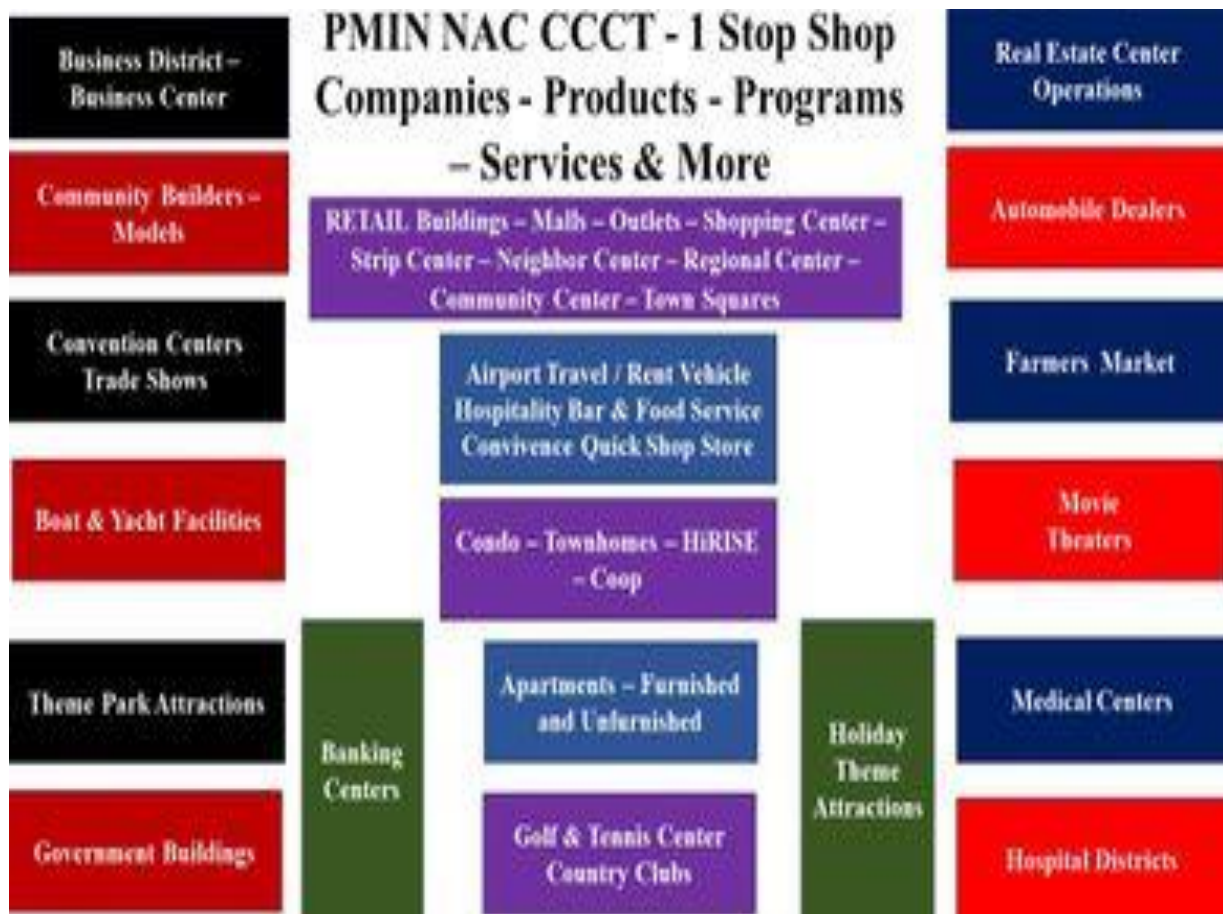 PMIN NAC CCCT - 1 Stop Shop
Companies - Products - Programs
– Services & More
Business District –
Business Center
Community Builders –
Models
Convention Centers
Trade Shows
Boat & Yacht Facilities
Theme Park Attractions
Government Buildings
RETAIL Buildings – Malls – Outlets – Shopping Center –
Strip Center – Neighbor Center – Regional Center –
Community Center – Town Squares
Airport Travel / Rent Vehicle
Hospitality Bar & Food Service
Convivence Quick Shop Store
Condo – Townhomes – HiRISE
– Coop
Banking
Centers
Apartments – Furnished
and Unfurnished
Golf & Tennis Center
Country Clubs
Holiday
Theme
Attractions
Real Estate Center
Operations
Automobile Dealers
Farmers Market
Movie
Theaters
Medical Centers
Hospital Districts